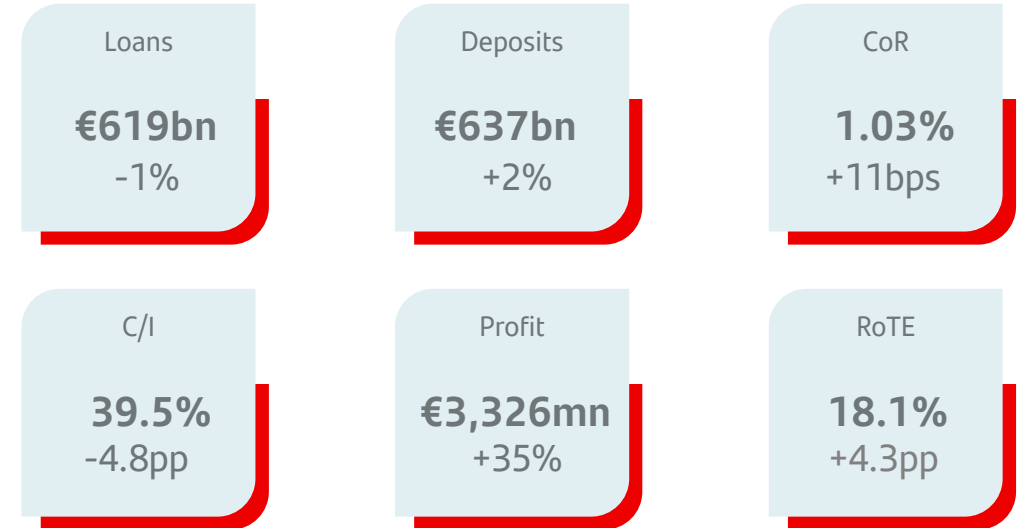 Loans
€619bn
-1%
Deposits
€637bn
+2%
CoR
1.03%
+11bps
C/I
39.5%
-4.8pp
Profit
€3,326mn
+35%
RoTE
18.1%
+4.3pp